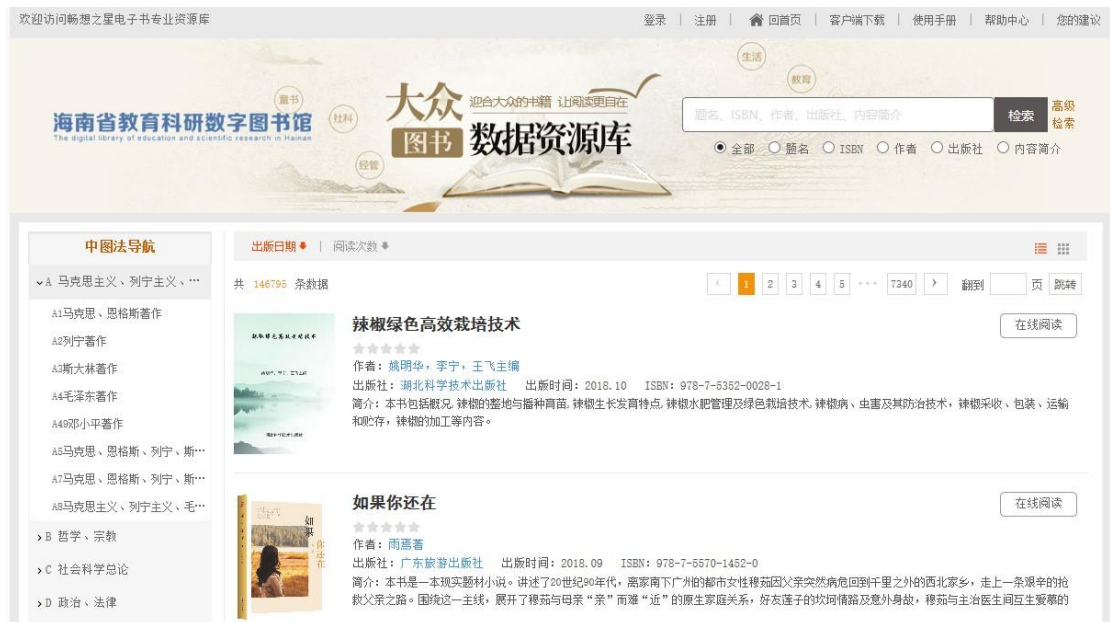 欢迎访问畅想之星电子书专业资源库
登录 | 注册 | 回首页 | 客户端下载 | 使用手册 | 帮助中心 | 您的建议
生活
教育
童书
社科
经管
海南省教育科研数字图书馆
The digital library of education and scientific research in Hainan
大众 迎合大众的书籍 让阅读更自在
图书 数据资源库
题名、ISBN、作者、出版社、内容简介
检索
高级
检索
全部 题名 ISBN 作者 出版社 内容简介
中图法导航
出版日期 | 阅读次数
A 马克思主义、列宁主义、…
共 146795 条数据
< 1 2 3 4 5 ··· 7340 > 翻到 页 跳转
A1马克思、恩格斯著作
A2列宁著作
A3斯大林著作
A4毛泽东著作
A49邓小平著作
A5马克思、恩格斯、列宁、斯…
A7马克思、恩格斯、列宁、斯…
A8马克思主义、列宁主义、毛…
B 哲学、宗教
C 社会科学总论
D 政治、法律
辣椒绿色高效栽培技术
在线阅读
作者：姚明华，李宁，王飞主编
出版社：湖北科学技术出版社 出版时间：2018.10 ISBN：978-7-5352-0028-1
简介：本书包括概况,辣椒的整地与播种育苗,辣椒生长发育特点,辣椒水肥管理及绿色栽培技术,辣椒病、虫害及其防治技术，辣椒采收、包装、运输
和贮存，辣椒的加工等内容。
如果
你还在
如果你还在
在线阅读
作者：雨焉著
出版社：广东旅游出版社 出版时间：2018.09 ISBN：978-7-5570-1452-0
简介：本书是一本现实题材小说。讲述了20世纪90年代，离家南下广州的都市女性穆茹因父亲突然病危回到千里之外的西北家乡，走上一条艰辛的抢
救父亲之路。围绕这一主线，展开了穆茹与母亲“亲”而难“近”的原生家庭关系，好友莲子的坎坷情路及意外身故，穆茹与主治医生间互生爱慕的